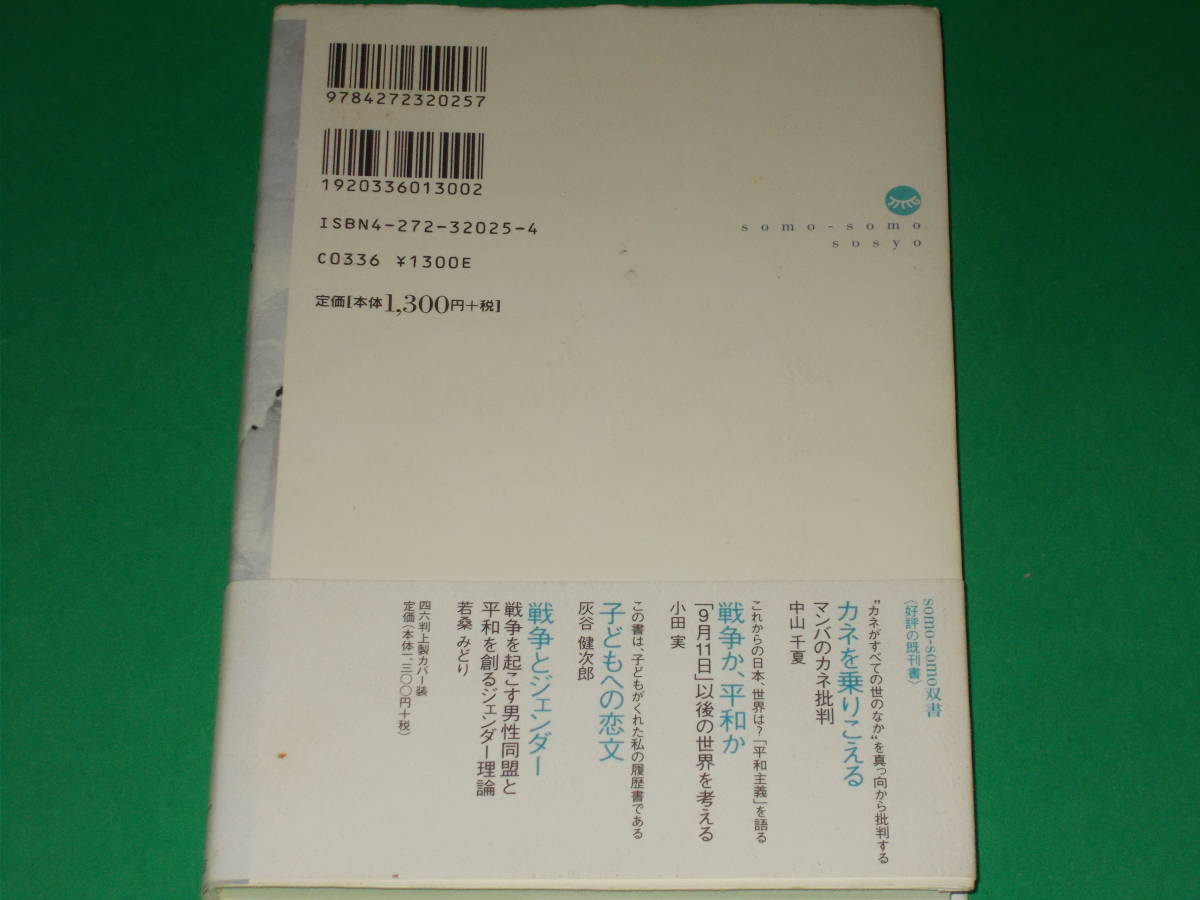 9784272320257
1920336013002
ISBN4-272-32025-4
C0336 ¥1300E
定価[本体1,300円+税]
somo-somo
sosyo
somo-somo双書
〈好評の既刊書〉
"カネがすべての世のなか"を真っ向から批判する
カネを乗りこえる
マンバのカネ批判
中山 千夏
これからの日本、世界は?「平和主義」を語る
戦争か、平和か
「9月11日」以後の世界を考える
小田 実
この書は、子どもがくれた私の履歴書である
子どもへの恋文
灰谷 健次郎
戦争とジェンダー
戦争を起こす男性同盟と
平和を創るジェンダー理論
若桑 みどり
四六判上製カバー装
定価(本体一、三〇〇円+税)